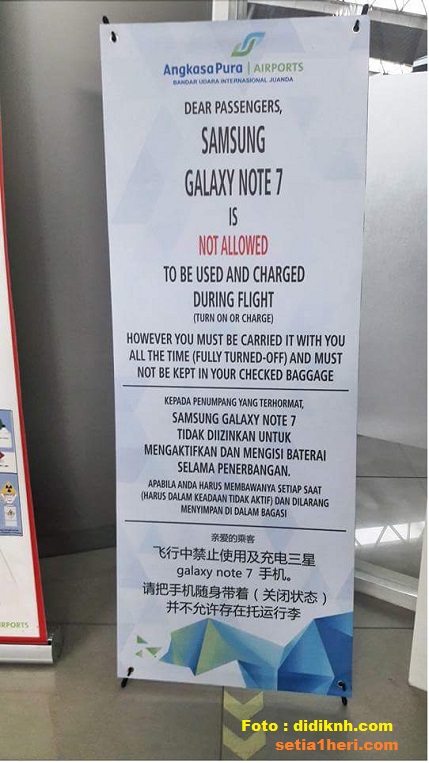 AngkasaPura | AIRPORTS
BANDAR UDARA INTERNASIONAL JUANDA
DEAR PASSENGERS,
SAMSUNG
GALAXY NOTE 7
IS
NOT ALLOWED
TO BE USED AND CHARGED
DURING FLIGHT
(TURN ON OR CHARGE)
HOWEVER YOU MUST BE CARRIED IT WITH YOU
ALL THE TIME (FULLY TURNED-OFF) AND MUST
NOT BE KEPT IN YOUR CHECKED BAGGAGE
KEPADA PENUMPANG YANG TERHORMAT,
SAMSUNG GALAXY NOTE 7
TIDAK DIIZINKAN UNTUK
MENGAKTIFKAN DAN MENGISI BATERAI
SELAMA PENERBANGAN.
APABILA ANDA HARUS MEMBAWANYA SETIAP SAAT
(HARUS DALAM KEADAAN TIDAK AKTIF) DAN DILARANG
MENYIMPAN DI DALAM BAGASI
亲爱的乘客
飞行中禁止使用及充电三星
galaxy note 7 手机。
请把手机随身带着（关闭状态）
并不允许存在托运行李
RPORTS
Foto : didiknh.com
setia1heri.com